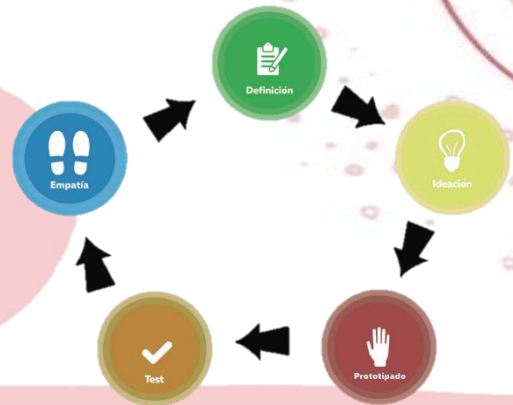 Definición
Ideación
Prototipado
Test
Empatía